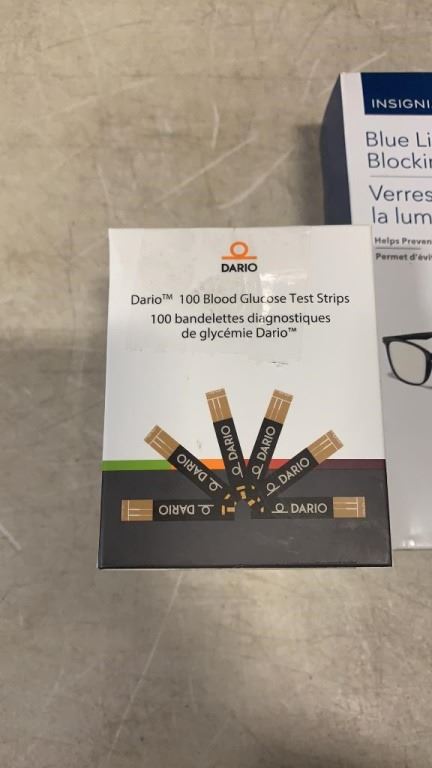 DARIO
Dario™ 100 Blood Glucose Test Strips
100 bandelettes diagnostiques
de glycémie Dario™
DARIO
DARIO
DARIO
DARIO
DARIO
DARIO
INSIGNI
Blue Li
Blockin
Verres
la lum
Helps Preven
Permet d'évi